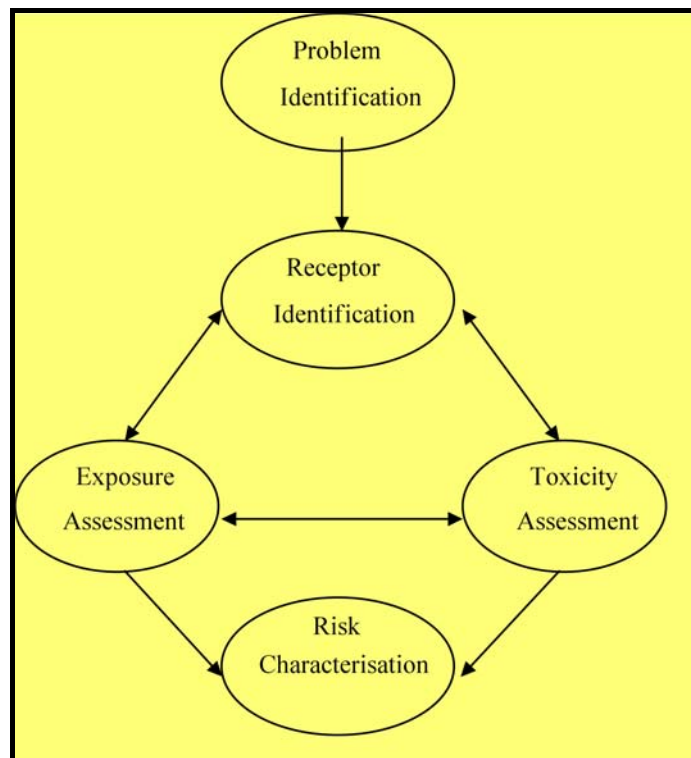 Problem
Identification
Receptor
Identification
Exposure
Assessment
Toxicity
Assessment
Risk
Characterisation